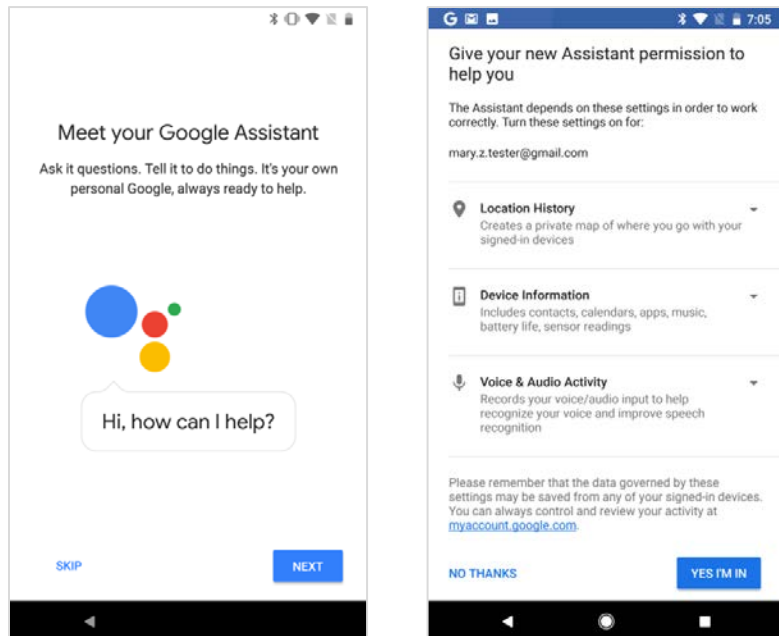 Meet your Google Assistant
Ask it questions. Tell it to do things. It's your own
personal Google, always ready to help.
Hi, how can I help?
SKIP
NEXT
G
7:05
Give your new Assistant permission to
help you
The Assistant depends on these settings in order to work
correctly. Turn these settings on for:
mary.z.tester@gmail.com
Location History
Creates a private map of where you go with your
signed-in devices
Device Information
Includes contacts, calendars, apps, music,
battery life, sensor readings
Voice & Audio Activity
Records your voice/audio input to help
recognize your voice and improve speech
recognition
Please remember that the data governed by these
settings may be saved from any of your signed-in devices.
You can always control and review your activity at
myaccount.google.com.
NO THANKS
YES I'M IN